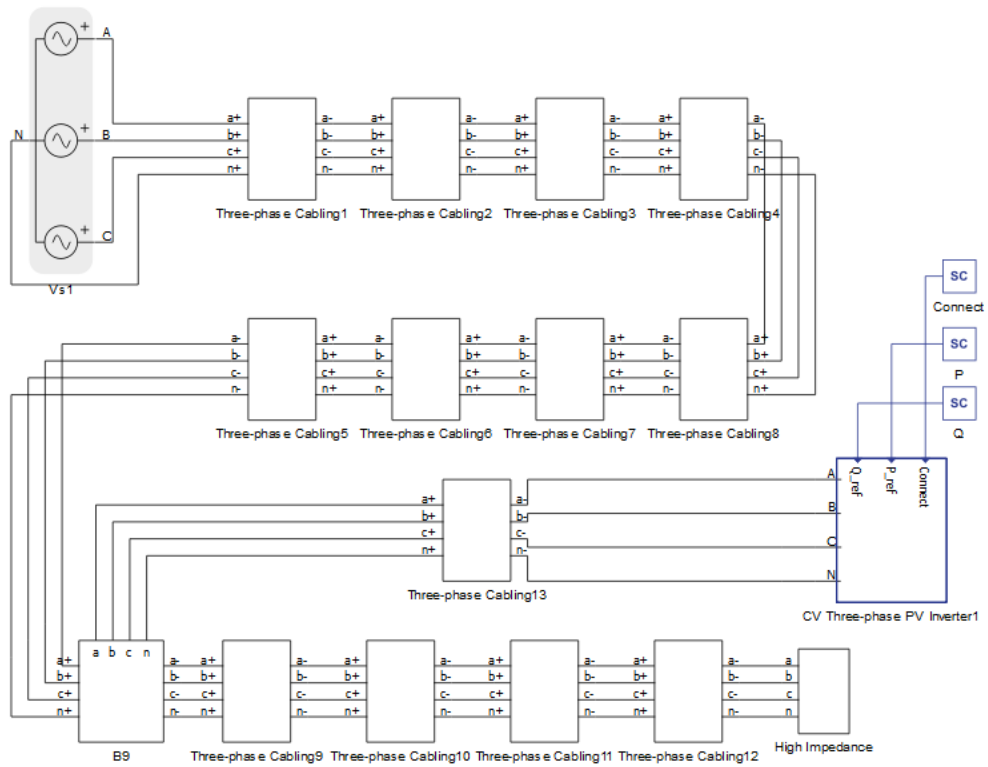 A
N
B
C
Vs1
a+ a- a+ a- a+ a- a+ a-
b+ b- b+ b- b+ b- b+ b-
c+ c- c+ c- c+ c- c+ c-
n+ n- n+ n- n+ n- n+ n-
Three-phase Cabling1 Three-phase Cabling2 Three-phase Cabling3 Three-phase Cabling4
SC
Connect
SC
P
SC
Q
a- a+ a- a+ a- a+ a- a+
b- b+ b- b+ b- b+ b- b+
c- c+ c- c+ c- c+ c- c+
n- n+ n- n+ n- n+ n- n+
Three-phase Cabling5 Three-phase Cabling6 Three-phase Cabling7 Three-phase Cabling8
Q_ref P_ref Connect
A
B
C
N
CV Three-phase PV Inverter1
a+ a-
b+ b-
c+ c-
n+ n-
Three-phase Cabling13
a b c n
a+ a- a+ a- a+ a- a+ a- a+ a- a
b+ b- b+ b- b+ b- b+ b- b+ b- b
c+ c- c+ c- c+ c- c+ c- c+ c- c
n+ n- n+ n- n+ n- n+ n- n+ n- n
B9 Three-phase Cabling9 Three-phase Cabling10 Three-phase Cabling11 Three-phase Cabling12 High Impedance